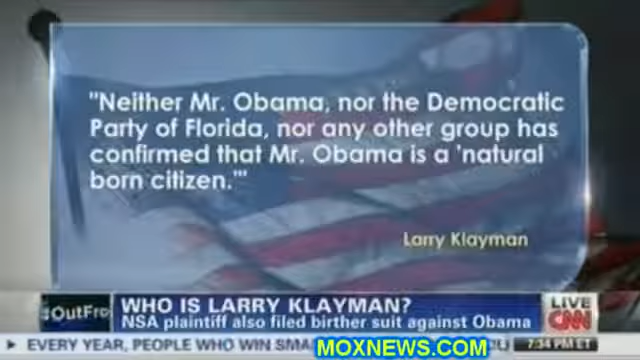 "Neither Mr. Obama, nor the Democratic
Party of Florida, nor any other group has
confirmed that Mr. Obama is a 'natural
born citizen.'"
Larry Klayman
#OutFro
WHO IS LARRY KLAYMAN?
NSA plaintiff also filed birther suit against Obama
LIVE
CNN
EVERY YEAR, PEOPLE WHO WIN
7:34 PM ET
MOXNEWS.COM